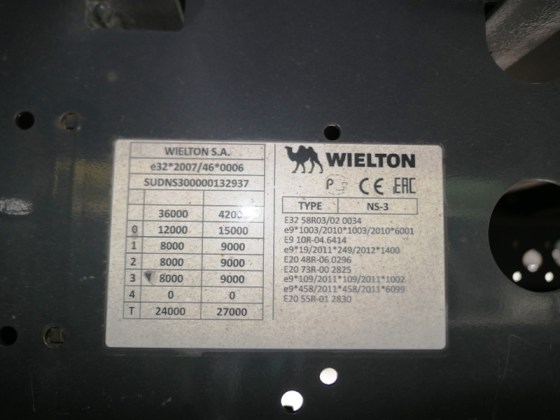 WIELTON S.A.
e32*2007/46*0006
SUDNS300000132937
36000 4200
0 12000 15000
1 8000 9000
2 8000 9000
3 8000 9000
4 0 0
T 24000 27000
WIELTON
P CE EAC
TYPE NS-3
E32 58R03/02 0034
e9*1003/2010*1003/2010*6001
E9 10R-04.6414
e9*19/2011*249/2012*1400
E20 48R-06.0296
E20 73R-00 2825
e9*109/2011*109/2011*1002
e9*458/2011*458/2011*6099
E20 55R-01 2830